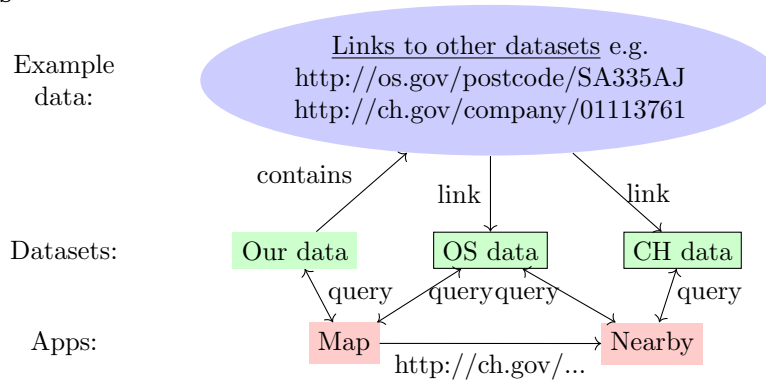 Links to other datasets e.g.
http://os.gov/postcode/SA335AJ
http://ch.gov/company/01113761
Example
data:
contains
link
link
Datasets:
Our data
OS data
CH data
query
query
query
query
Apps:
Map
Nearby
http://ch.gov/...